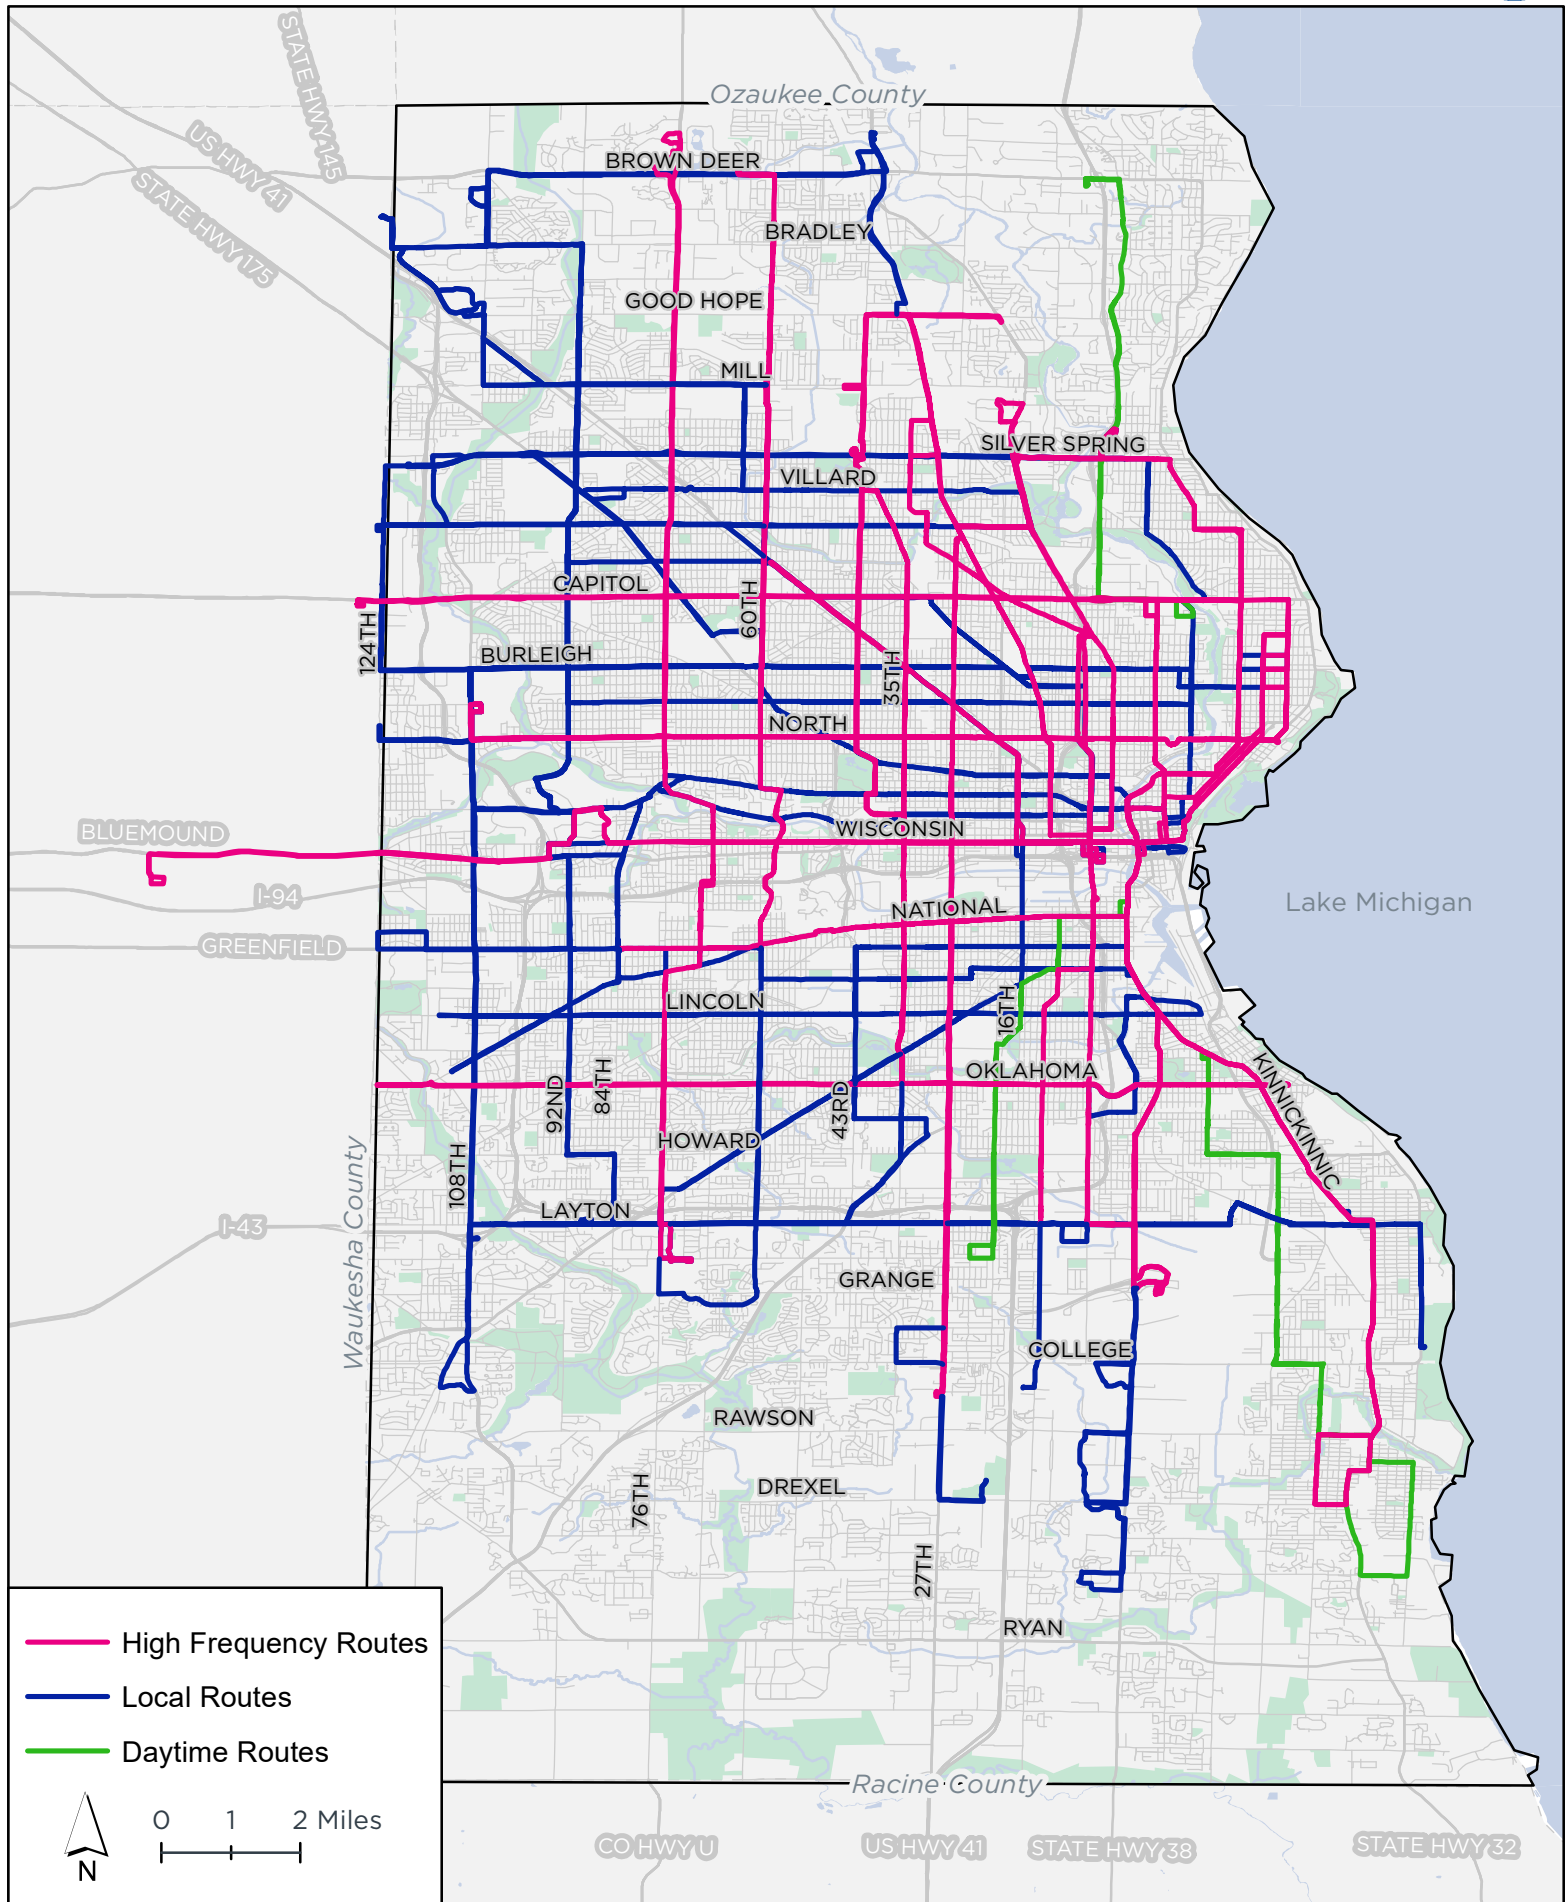 Ozaukee County
STATE HWY 145
US HWY 41
STATE HWY 175
BROWN DEER
BRADLEY
GOOD HOPE
MILL
SILVER SPRING
VILLARD
CAPITOL
60TH
124TH
BURLEIGH
35TH
NORTH
BLUEMOUND
WISCONSIN
I-94
NATIONAL
Lake Michigan
GREENFIELD
LINCOLN
16TH
OKLAHOMA
KINNICKINNIC
92ND
84TH
43RD
HOWARD
108TH
Waukesha County
LAYTON
I-43
GRANGE
COLLEGE
RAWSON
76TH
DREXEL
27TH
RYAN
High Frequency Routes
Local Routes
Daytime Routes
0 1 2 Miles
N
Racine County
CO HWY U
US HWY 41
STATE HWY 38
STATE HWY 32